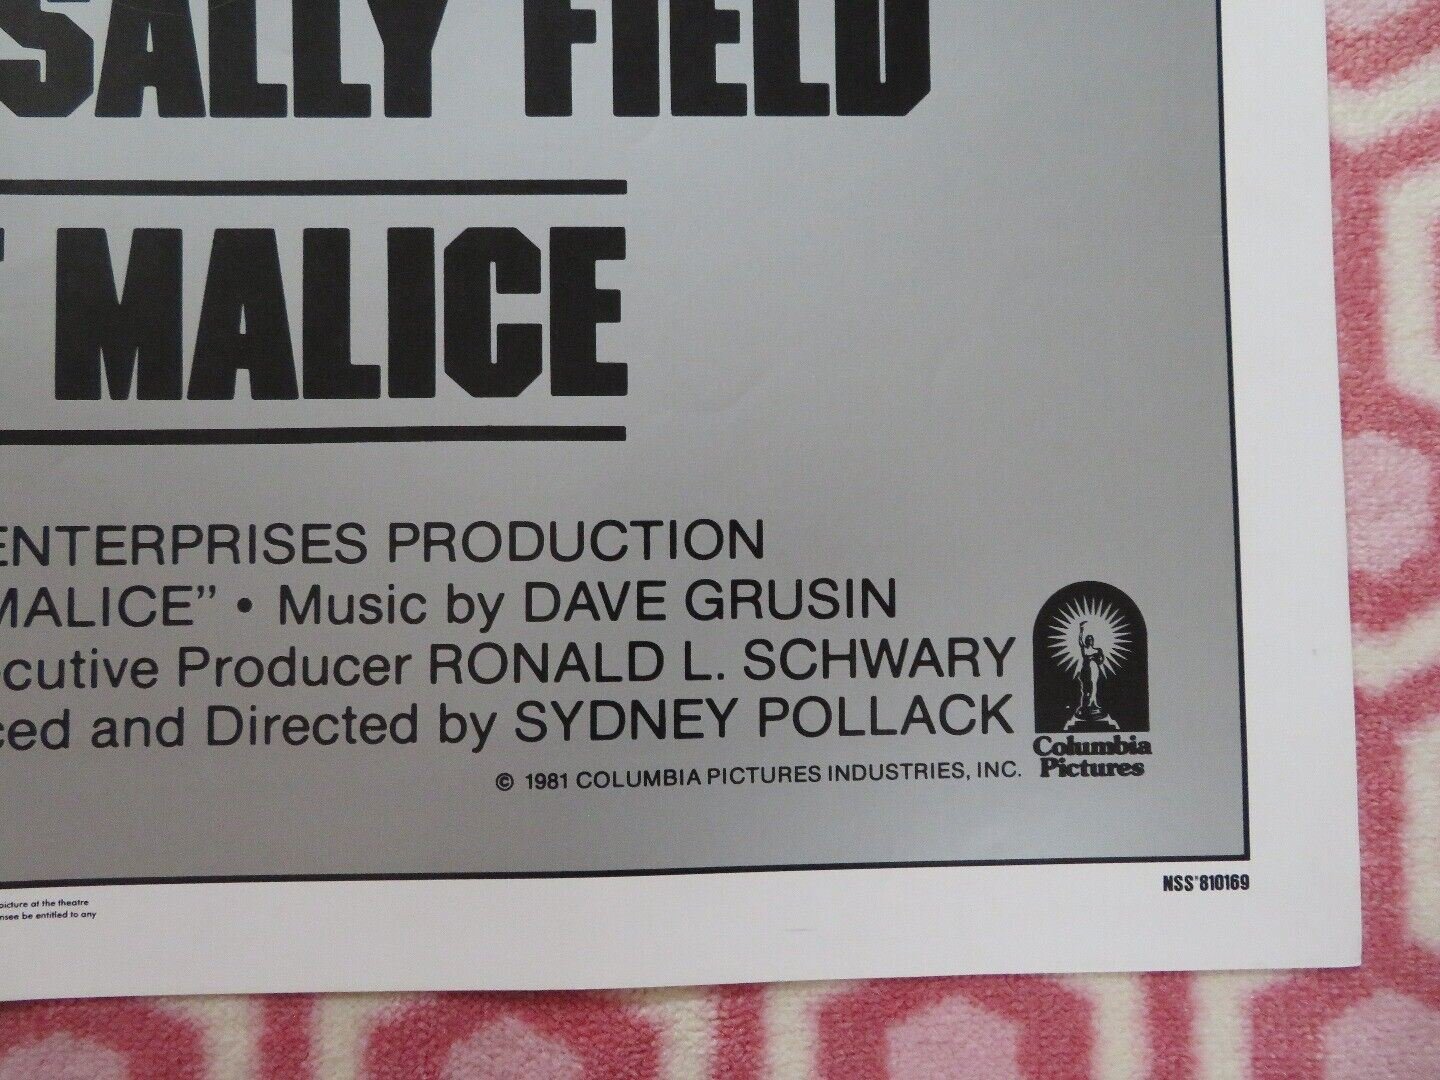 SALLY FIELD
MALICE
ENTERPRISES PRODUCTION
MALICE” • Music by DAVE GRUSIN
cutive Producer RONALD L. SCHWARY
ced and Directed by SYDNEY POLLACK
© 1981 COLUMBIA PICTURES INDUSTRIES, INC.
Columbia
Pictures
NSS#810169
picture at the theatre
nsee be entitled to any